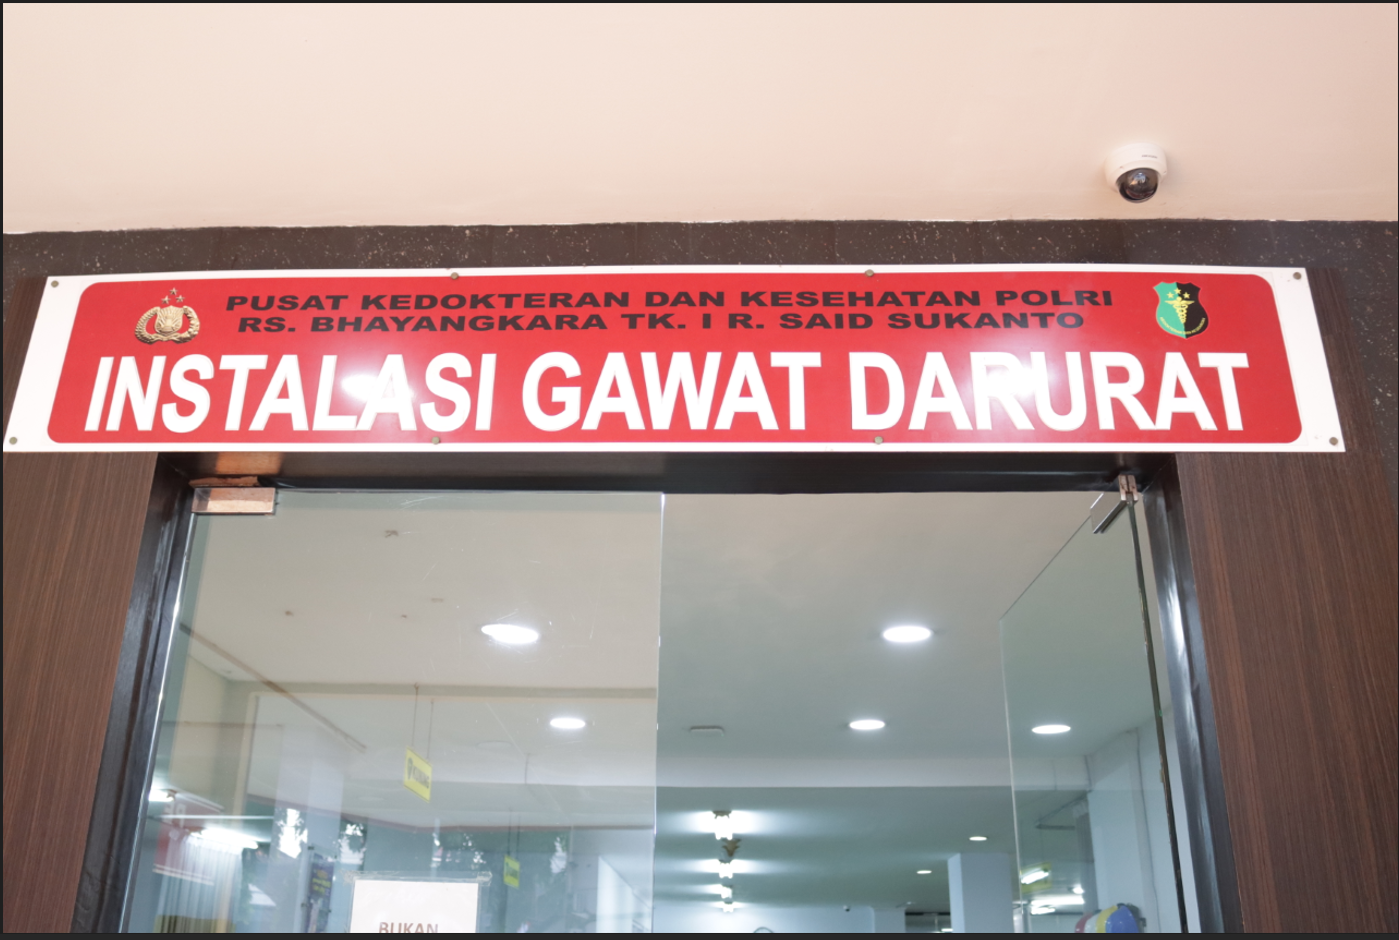 PUSAT KEDOKTERAN DAN KESEHATAN POLRI
RS. BHAYANGKARA TK. I R. SAID SUKANTO
INSTALASI GAWAT DARURAT
BUKAN